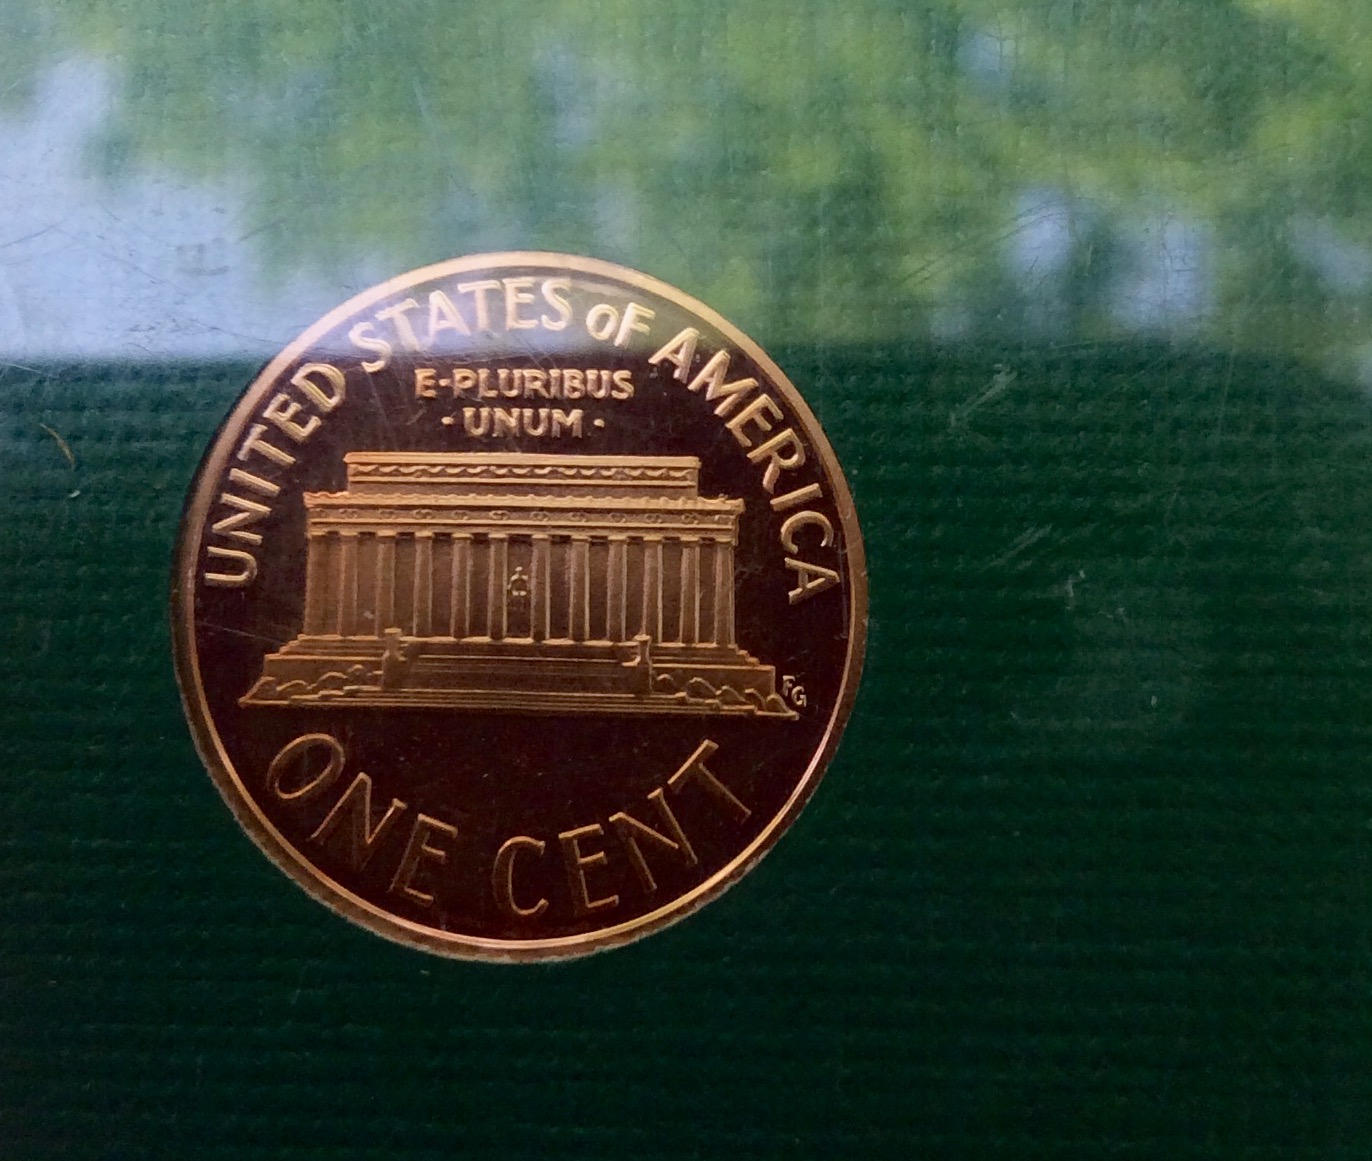 UNITED STATES OF AMERICA
E·PLURIBUS
·UNUM·
FG
ONE CENT